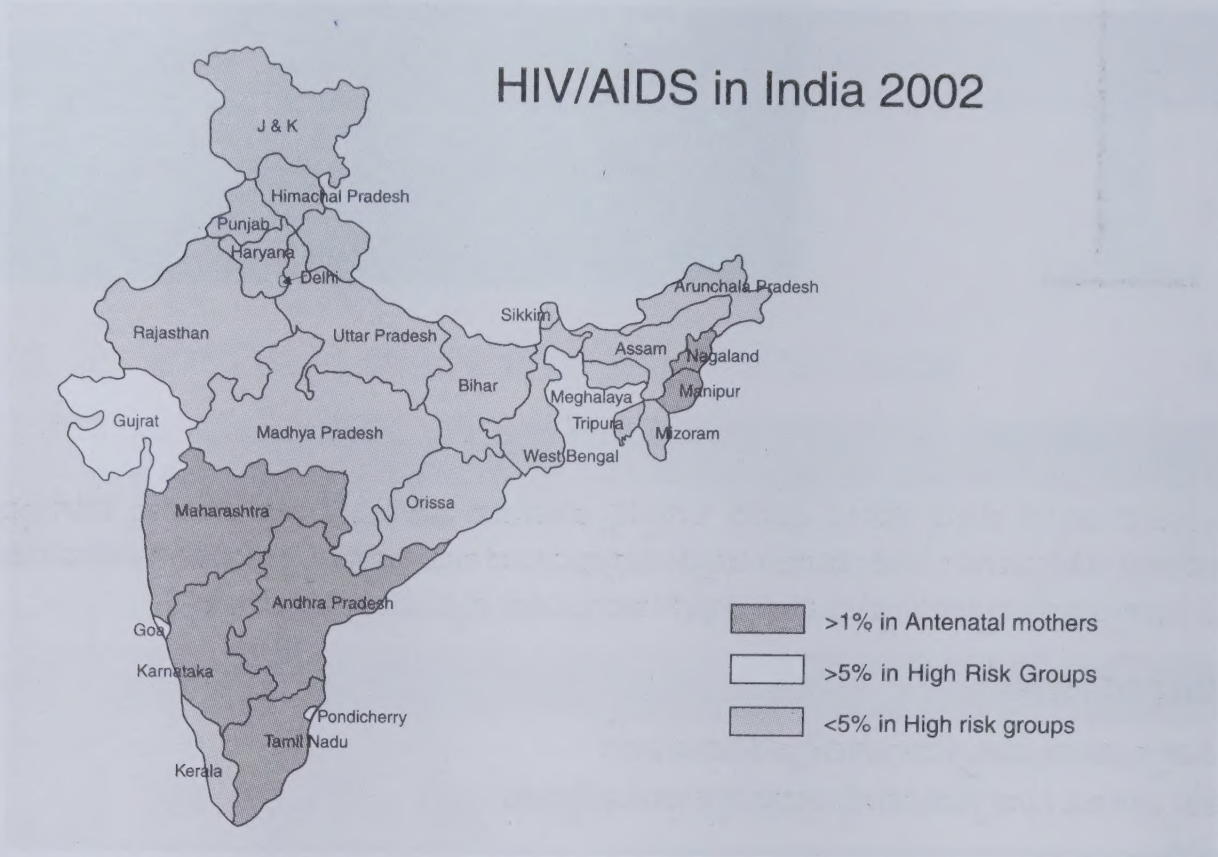 HIV/AIDS in India 2002
J & K
Himachal Pradesh
Punjab
Haryana
Delhi
Arunchala Pradesh
Sikkim
Rajasthan
Uttar Pradesh
Assam
Nagaland
Bihar
Meghalaya
Manipur
Gujrat
Madhya Pradesh
Tripura
Mizoram
West Bengal
Maharashtra
Orissa
Andhra Pradesh
Goa
Karnataka
Pondicherry
Tamil Nadu
Kerala
>1% in Antenatal mothers
>5% in High Risk Groups
<5% in High risk groups